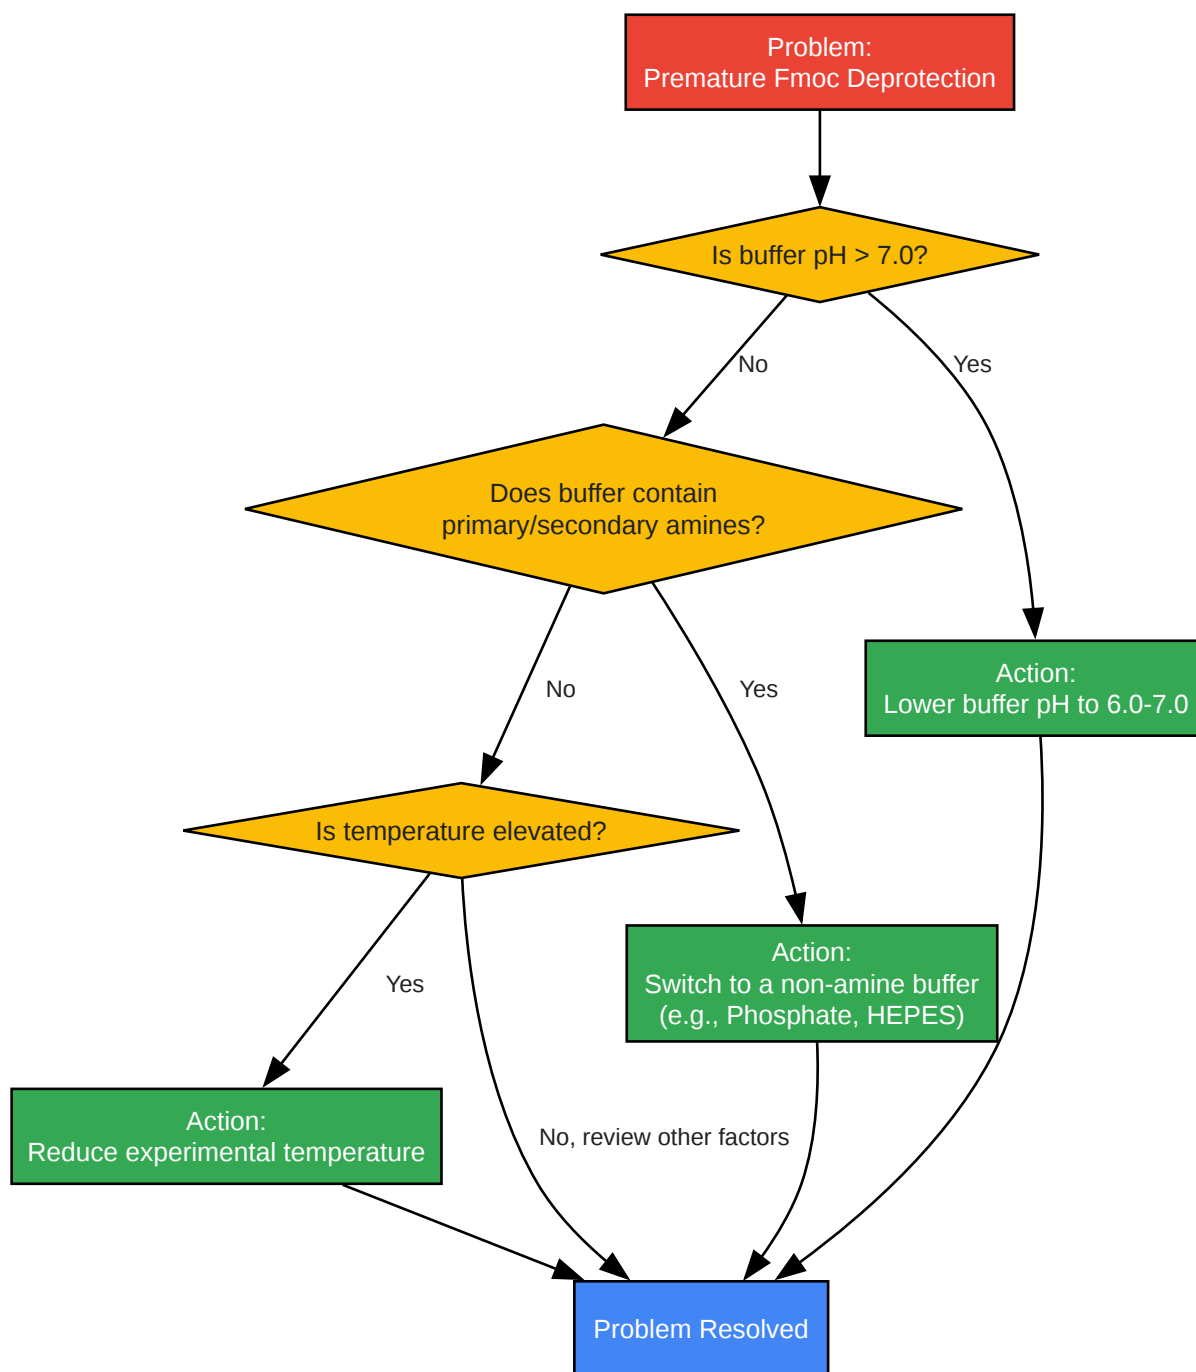 Problem:
Premature Fmoc Deprotection
Is buffer pH > 7.0?
No
Yes
Does buffer contain
primary/secondary amines?
No
Yes
Action:
Lower buffer pH to 6.0-7.0
Is temperature elevated?
Yes
Action:
Switch to a non-amine buffer
(e.g., Phosphate, HEPES)
Action:
Reduce experimental temperature
No, review other factors
Problem Resolved